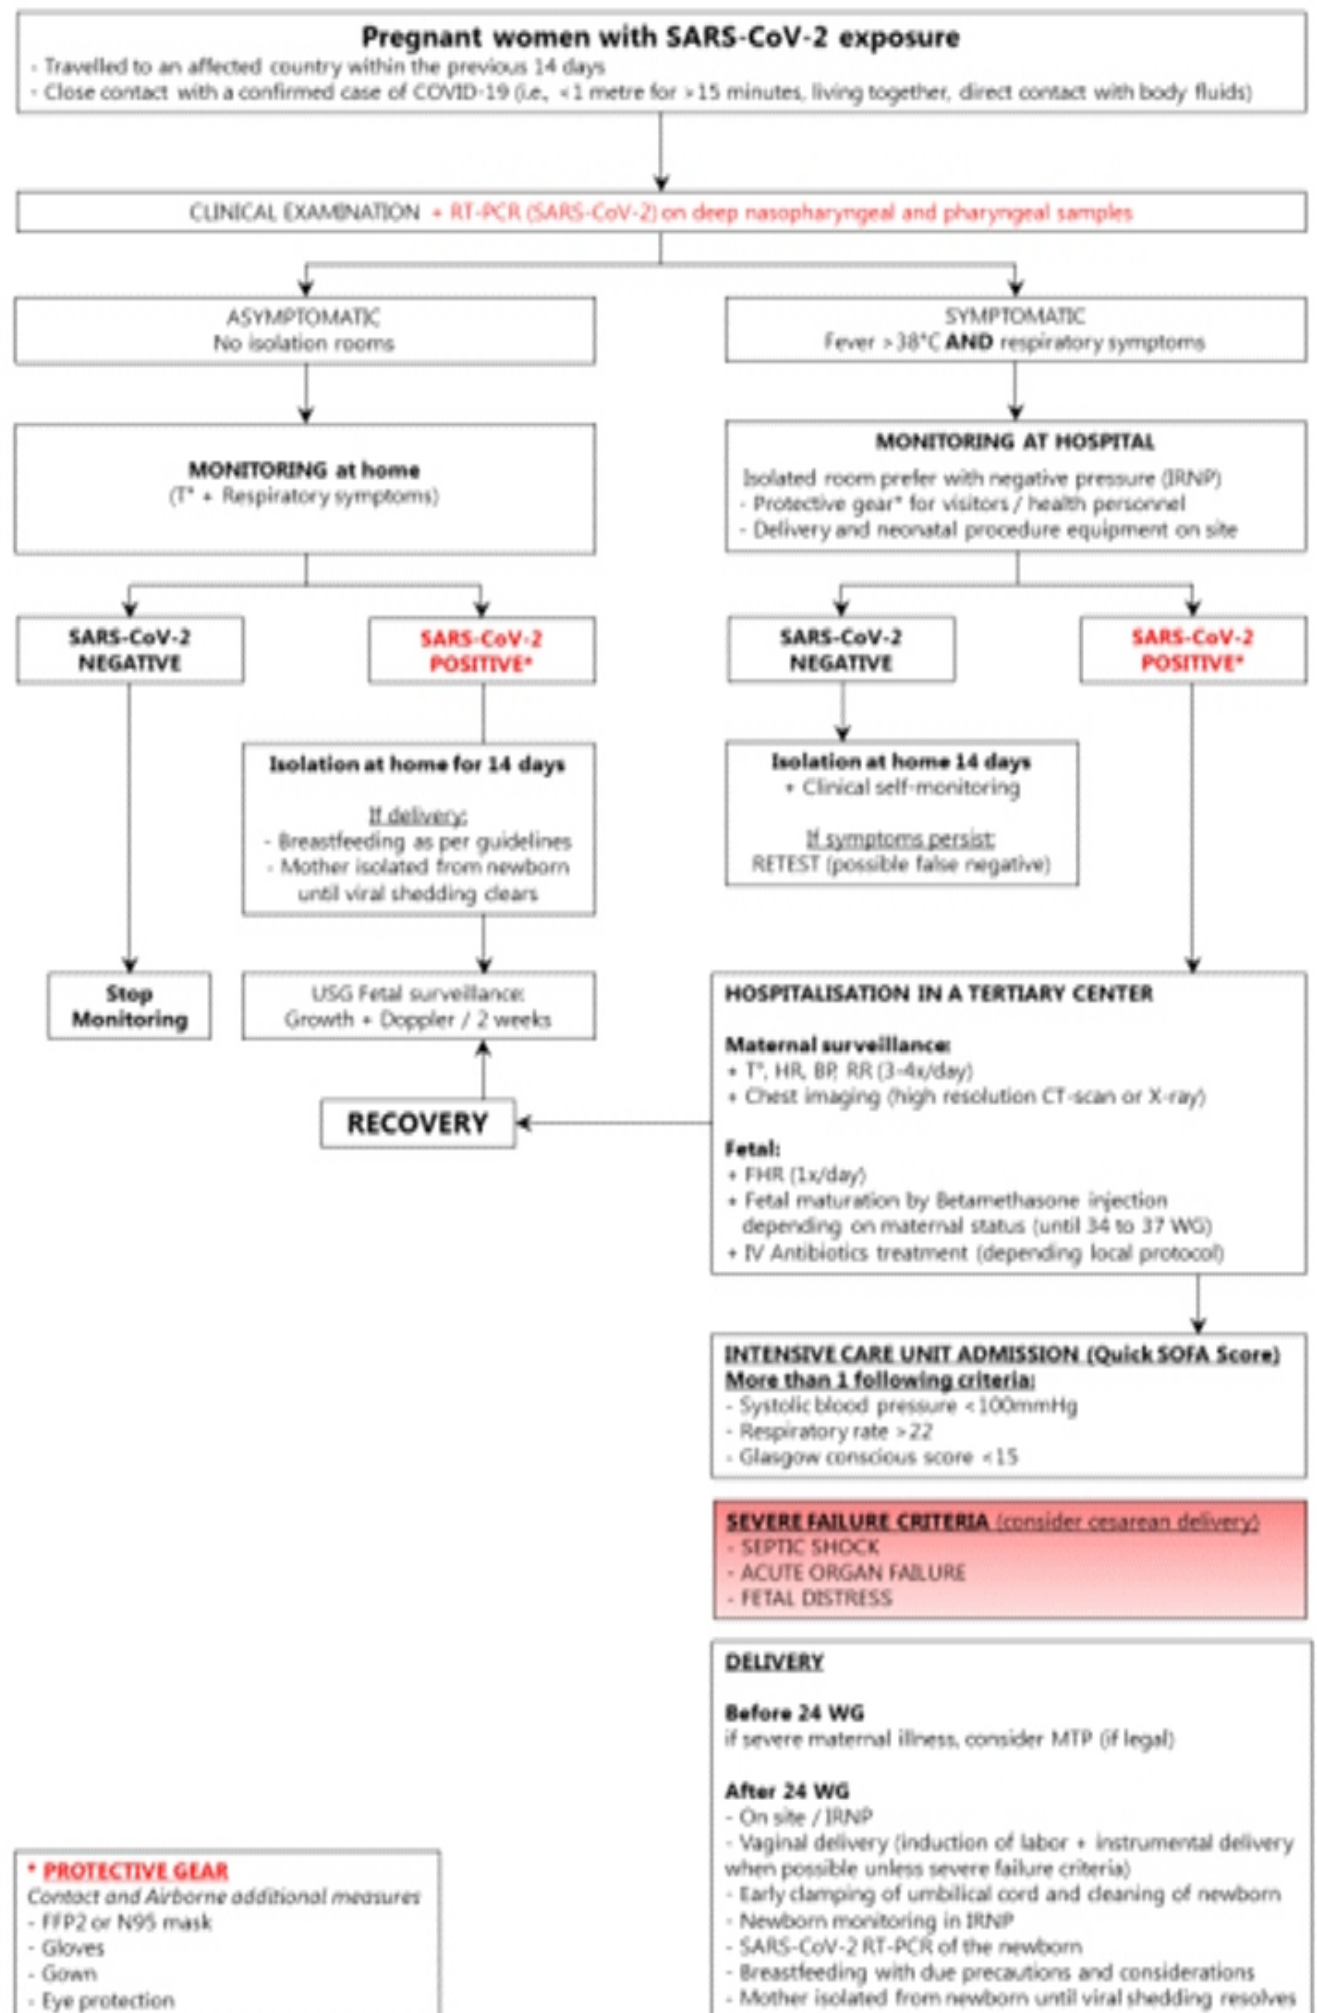 Pregnant women with SARS-CoV-2 exposure
- Travelled to an affected country within the previous 14 days
- Close contact with a confirmed case of COVID-19 (i.e., <1 metre for >15 minutes, living together, direct contact with body fluids)
CLINICAL EXAMINATION + RT-PCR (SARS-CoV-2) on deep nasopharyngeal and pharyngeal samples
ASYMPTOMATIC
No isolation rooms
SYMPTOMATIC
Fever >38°C AND respiratory symptoms
MONITORING at home
(T° + Respiratory symptoms)
MONITORING AT HOSPITAL
Isolated room prefer with negative pressure (IRNP)
- Protective gear* for visitors / health personnel
- Delivery and neonatal procedure equipment on site
SARS-CoV-2
NEGATIVE
SARS-CoV-2
POSITIVE*
SARS-CoV-2
NEGATIVE
SARS-CoV-2
POSITIVE*
Isolation at home for 14 days
If delivery:
- Breastfeeding as per guidelines
- Mother isolated from newborn
until viral shedding clears
Isolation at home 14 days
+ Clinical self-monitoring
If symptoms persist:
RETEST (possible false negative)
Stop
Monitoring
USG Fetal surveillance:
Growth + Doppler / 2 weeks
RECOVERY
HOSPITALISATION IN A TERTIARY CENTER
Maternal surveillance:
+ T°, HR, BP, RR (3-4x/day)
+ Chest imaging (high resolution CT-scan or X-ray)
Fetal:
+ FHR (1x/day)
+ Fetal maturation by Betamethasone injection
depending on maternal status (until 34 to 37 WG)
+ IV Antibiotics treatment (depending local protocol)
INTENSIVE CARE UNIT ADMISSION (Quick SOFA Score)
More than 1 following criteria:
- Systolic blood pressure <100mmHg
- Respiratory rate >22
- Glasgow conscious score <15
SEVERE FAILURE CRITERIA (consider cesarean delivery)
- SEPTIC SHOCK
- ACUTE ORGAN FAILURE
- FETAL DISTRESS
DELIVERY
Before 24 WG
if severe maternal illness, consider MTP (if legal)
After 24 WG
- On site / IRNP
- Vaginal delivery (induction of labor + instrumental delivery
when possible unless severe failure criteria)
- Early clamping of umbilical cord and cleaning of newborn
- Newborn monitoring in IRNP
- SARS-CoV-2 RT-PCR of the newborn
- Breastfeeding with due precautions and considerations
- Mother isolated from newborn until viral shedding resolves
* PROTECTIVE GEAR
Contact and Airborne additional measures
- FFP2 or N95 mask
- Gloves
- Gown
- Eye protection